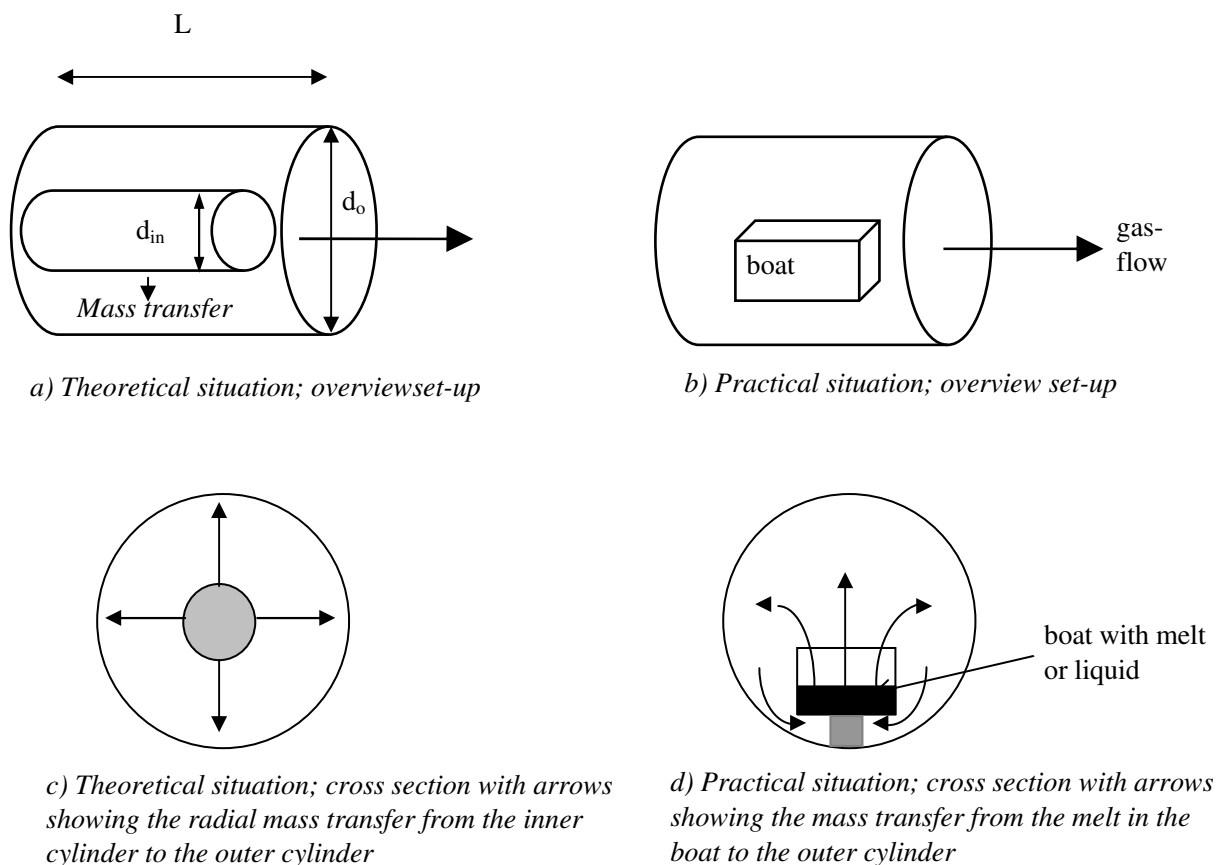 L
d_in
d_o
Mass transfer
a) Theoretical situation; overviewset-up
boat
gas-
flow
b) Practical situation; overview set-up
c) Theoretical situation; cross section with arrows
showing the radial mass transfer from the inner
cylinder to the outer cylinder
boat with melt
or liquid
d) Practical situation; cross section with arrows
showing the mass transfer from the melt in the
boat to the outer cylinder